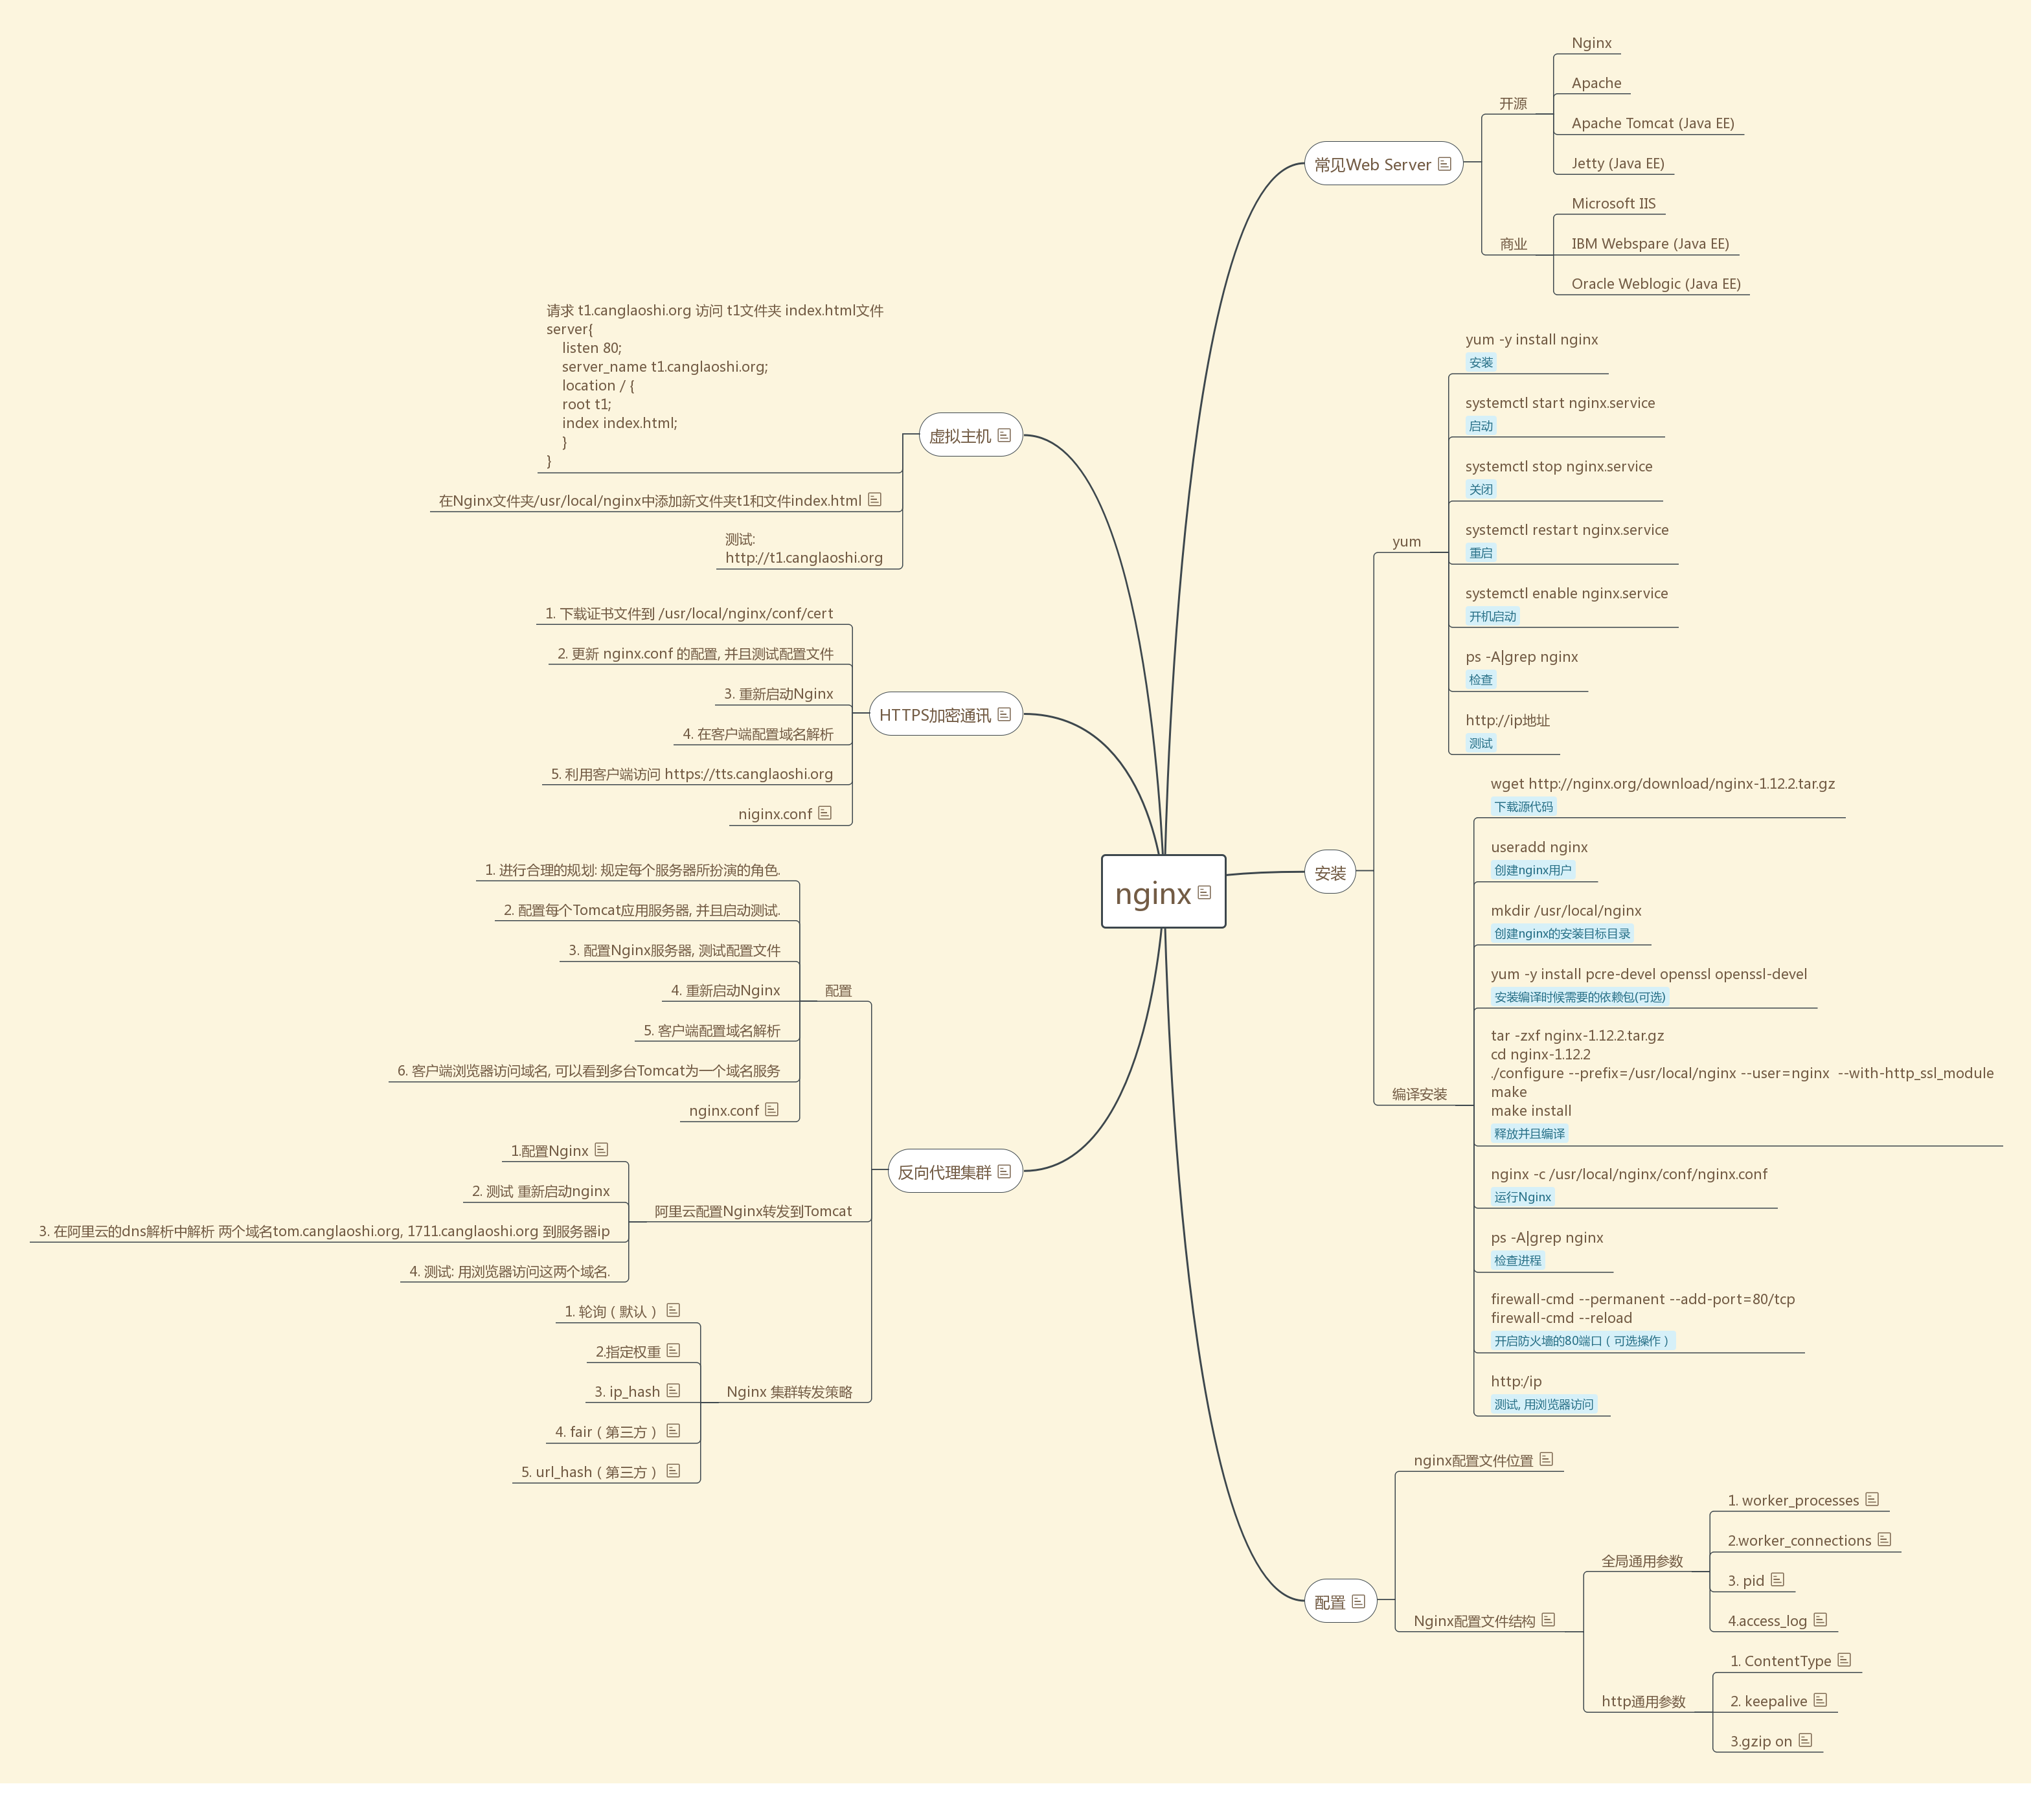 nginx
常见Web Server
开源
Nginx
Apache
Apache Tomcat (Java EE)
Jetty (Java EE)
商业
Microsoft IIS
IBM Webspare (Java EE)
Oracle Weblogic (Java EE)
安装
yum
yum -y install nginx
安装
systemctl start nginx.service
启动
systemctl stop nginx.service
关闭
systemctl restart nginx.service
重启
systemctl enable nginx.service
开机启动
ps -A|grep nginx
检查
http://ip地址
测试
编译安装
wget http://nginx.org/download/nginx-1.12.2.tar.gz
下载源代码
useradd nginx
创建nginx用户
mkdir /usr/local/nginx
创建nginx的安装目标目录
yum -y install pcre-devel openssl openssl-devel
安装编译时候需要的依赖包(可选)
tar -zxf nginx-1.12.2.tar.gz
cd nginx-1.12.2
./configure --prefix=/usr/local/nginx --user=nginx  --with-http_ssl_module
make
make install
释放并且编译
nginx -c /usr/local/nginx/conf/nginx.conf
运行Nginx
ps -A|grep nginx
检查进程
firewall-cmd --permanent --add-port=80/tcp
firewall-cmd --reload
开启防火墙的80端口（可选操作）
http:/ip
测试, 用浏览器访问
配置
nginx配置文件位置
Nginx配置文件结构
全局通用参数
1. worker_processes
2.worker_connections
3. pid
4.access_log
http通用参数
1. ContentType
2. keepalive
3.gzip on
虚拟主机
请求 t1.canglaoshi.org 访问 t1文件夹 index.html文件
server{
listen 80;
server_name t1.canglaoshi.org;
location / {
root t1;
index index.html;
}
}
在Nginx文件夹/usr/local/nginx中添加新文件夹t1和文件index.html
测试:
http://t1.canglaoshi.org
HTTPS加密通讯
1. 下载证书文件到 /usr/local/nginx/conf/cert
2. 更新 nginx.conf 的配置, 并且测试配置文件
3. 重新启动Nginx
4. 在客户端配置域名解析
5. 利用客户端访问 https://tts.canglaoshi.org
niginx.conf
反向代理集群
配置
1. 进行合理的规划: 规定每个服务器所扮演的角色.
2. 配置每个Tomcat应用服务器, 并且启动测试.
3. 配置Nginx服务器, 测试配置文件
4. 重新启动Nginx
5. 客户端配置域名解析
6. 客户端浏览器访问域名, 可以看到多台Tomcat为一个域名服务
nginx.conf
阿里云配置Nginx转发到Tomcat
1.配置Nginx
2. 测试 重新启动nginx
3. 在阿里云的dns解析中解析 两个域名tom.canglaoshi.org, 1711.canglaoshi.org 到服务器ip
4. 测试: 用浏览器访问这两个域名.
Nginx 集群转发策略
1. 轮询（默认）
2.指定权重
3. ip_hash
4. fair（第三方）
5. url_hash（第三方）